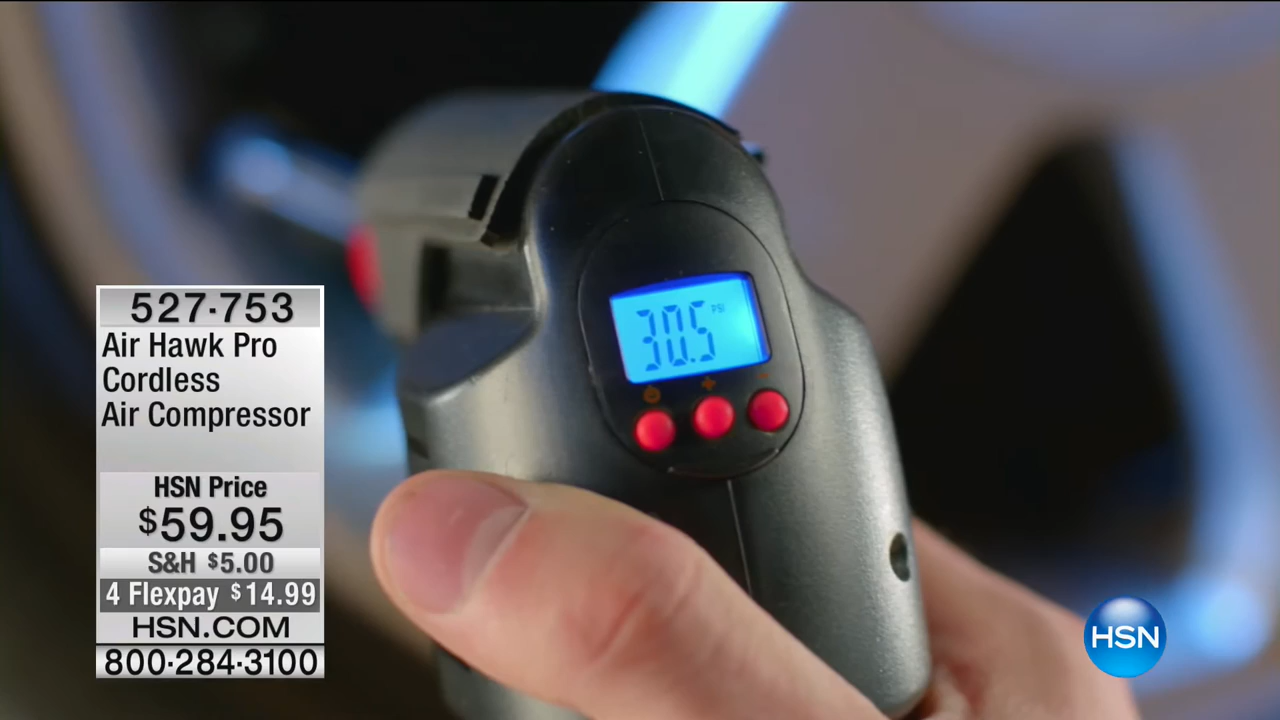 527·753
Air Hawk Pro
Cordless
Air Compressor
HSN Price
$59.95
S&H $5.00
4 Flexpay $14.99
HSN.COM
800·284·3100
30.5 PSI
HSN